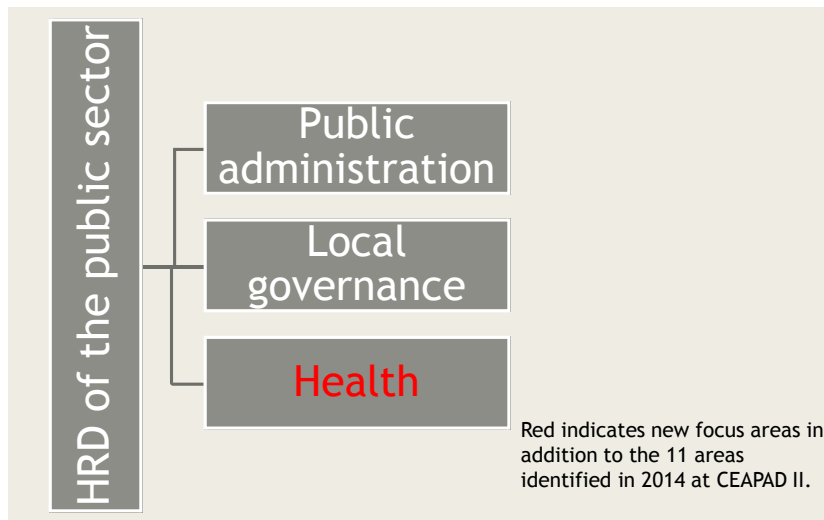 HRD of the public sector
Public
administration
Local
governance
Health
Red indicates new focus areas in
addition to the 11 areas
identified in 2014 at CEAPAD II.